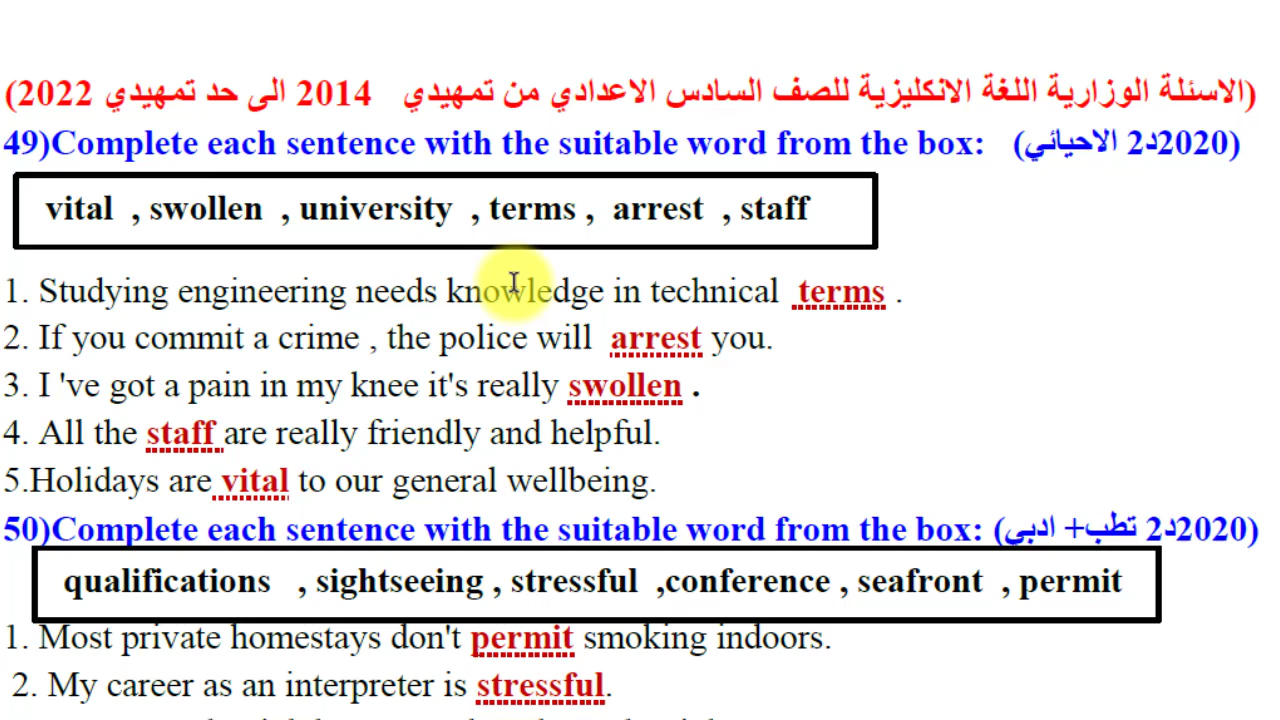 (الاسئلة الوزارية اللغة الانكليزية للصف السادس الاعدادي من تمهيدي 2014 الى حد تمهيدي 2022)
49)Complete each sentence with the suitable word from the box: (2020د2 الاحيائي)
vital , swollen , university , terms , arrest , staff
1. Studying engineering needs knowledge in technical terms .
2. If you commit a crime , the police will arrest you.
3. I 've got a pain in my knee it's really swollen .
4. All the staff are really friendly and helpful.
5.Holidays are vital to our general wellbeing.
50)Complete each sentence with the suitable word from the box: (2020د2 تطب+ ادبي)
qualifications , sightseeing , stressful ,conference , seafront , permit
1. Most private homestays don't permit smoking indoors.
2. My career as an interpreter is stressful.